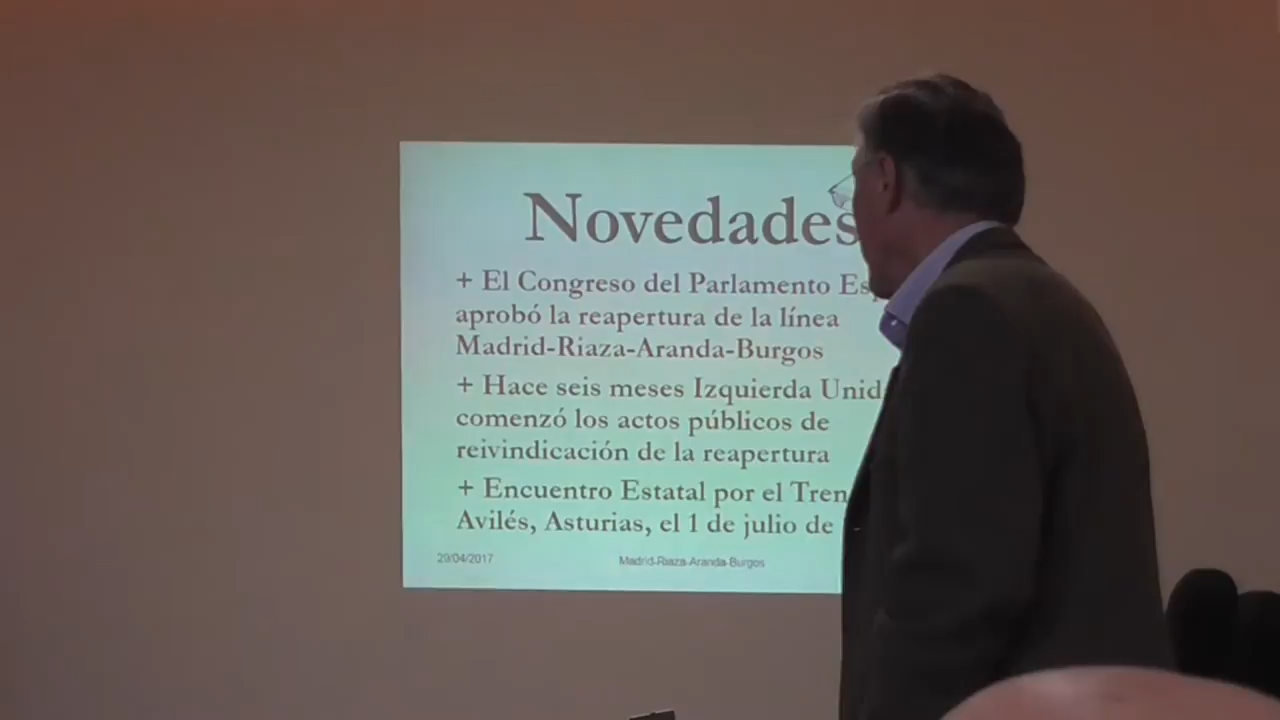 Novedades
+ El Congreso del Parlamento
aprobó la reapertura de la línea
Madrid-Riaza-Aranda-Burgos
+ Hace seis meses Izquierda
comenzó los actos públicos de
reivindicación de la reapertura
+ Encuentro Estatal por el Tren
Avilés, Asturias, el 1 de julio de
29/04/2017 Madrid-Riaza-Aranda-Burgos